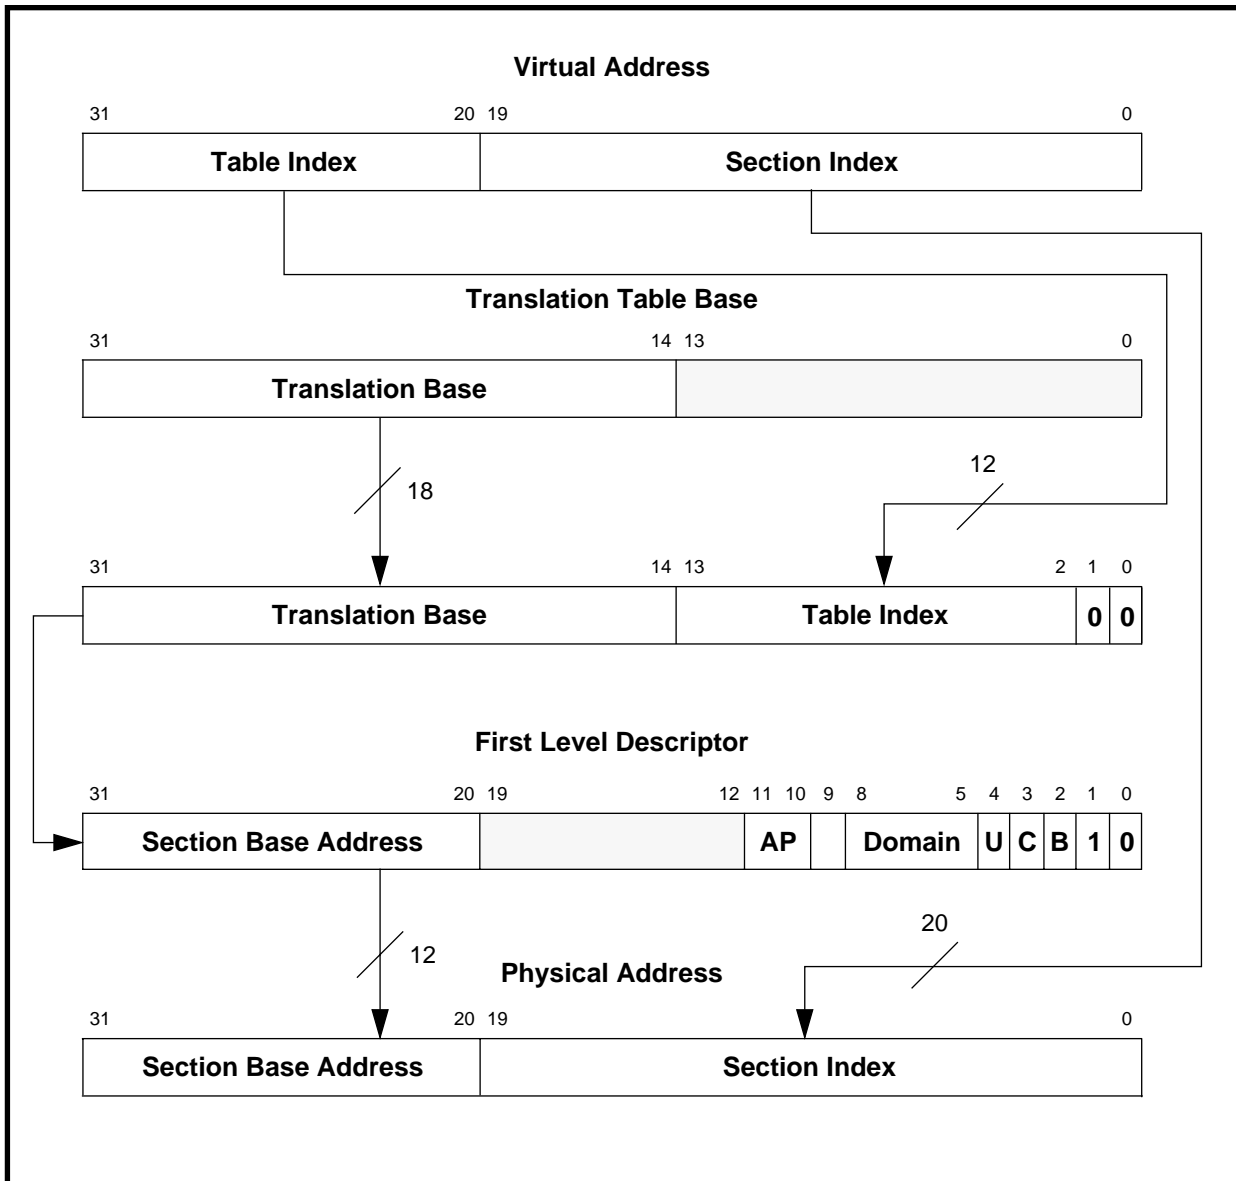 Virtual Address
31 20 19 0
Table Index Section Index
Translation Table Base
31 14 13 0
Translation Base
18 12
31 14 13 2 1 0
Translation Base Table Index 0 0
First Level Descriptor
31 20 19 12 11 10 9 8 5 4 3 2 1 0
Section Base Address AP Domain U C B 1 0
12 20
Physical Address
31 20 19 0
Section Base Address Section Index